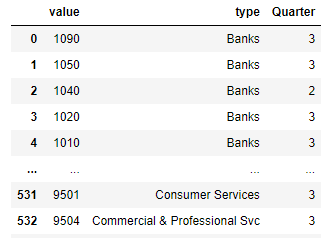 value type Quarter
0 1090 Banks 3
1 1050 Banks 3
2 1040 Banks 2
3 1020 Banks 3
4 1010 Banks 3
... ... ... ...
531 9501 Consumer Services 3
532 9504 Commercial & Professional Svc 3